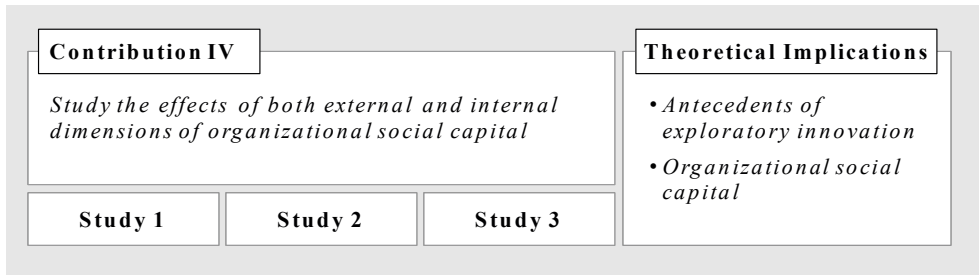 Contribution IV
Study the effects of both external and internal
dimensions of organizational social capital
Study 1
Study 2
Study 3
Theoretical Implications
• Antecedents of
exploratory innovation
• Organizational social
capital